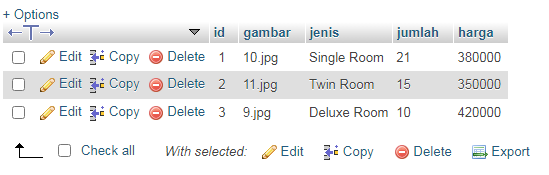 + Options
id gambar jenis jumlah harga
Edit Copy Delete 1 10.jpg Single Room 21 380000
Edit Copy Delete 2 11.jpg Twin Room 15 350000
Edit Copy Delete 3 9.jpg Deluxe Room 10 420000
Check all With selected: Edit Copy Delete Export